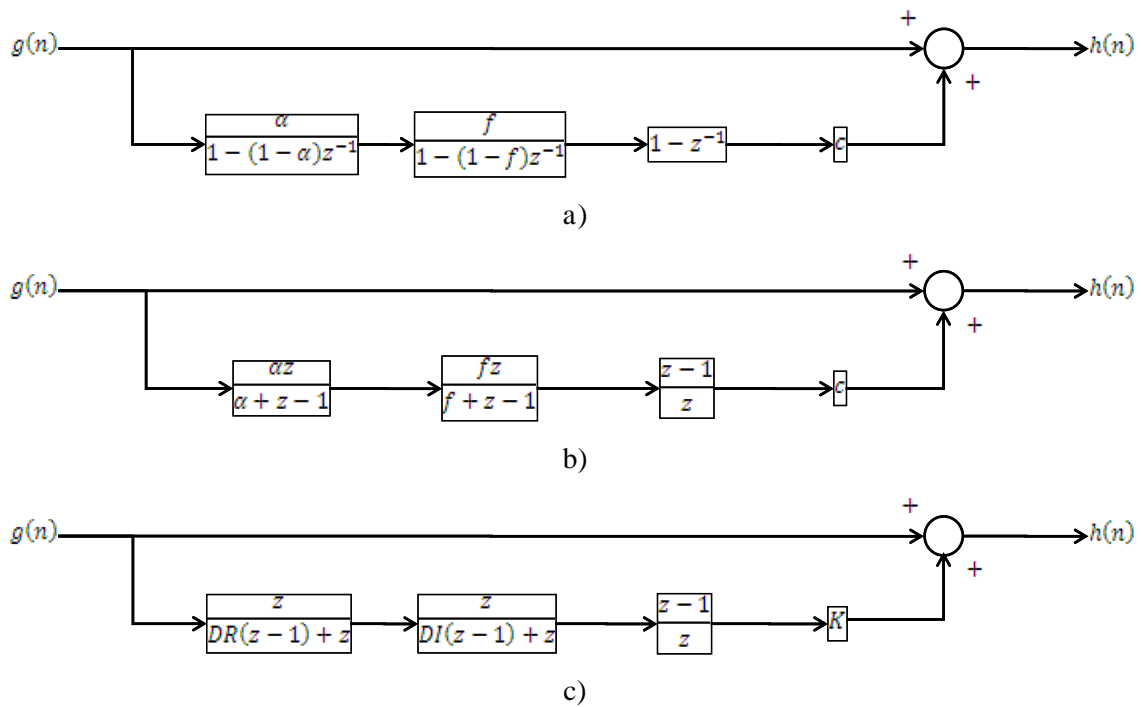 g(n) + h(n)
+
α / 1 − (1 − α)z⁻¹ f / 1 − (1 − f)z⁻¹ 1 − z⁻¹ c
a)
+
g(n) h(n)
+
αz / α + z − 1 fz / f + z − 1 z − 1 / z c
b)
+
g(n) h(n)
+
z / DR(z − 1) + z z / DI(z − 1) + z z − 1 / z K
c)